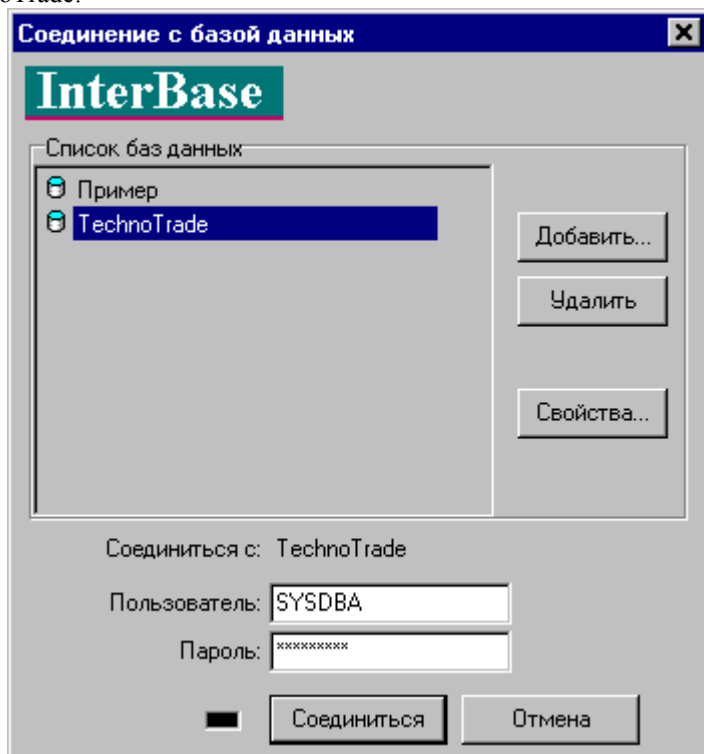 oTrade.
Соединение с базой данных
InterBase
Список баз данных
Пример
TechnoTrade
Добавить...
Удалить
Свойства...
Соединиться с: TechnoTrade
Пользователь: SYSDBA
Пароль: *********
Соединиться Отмена